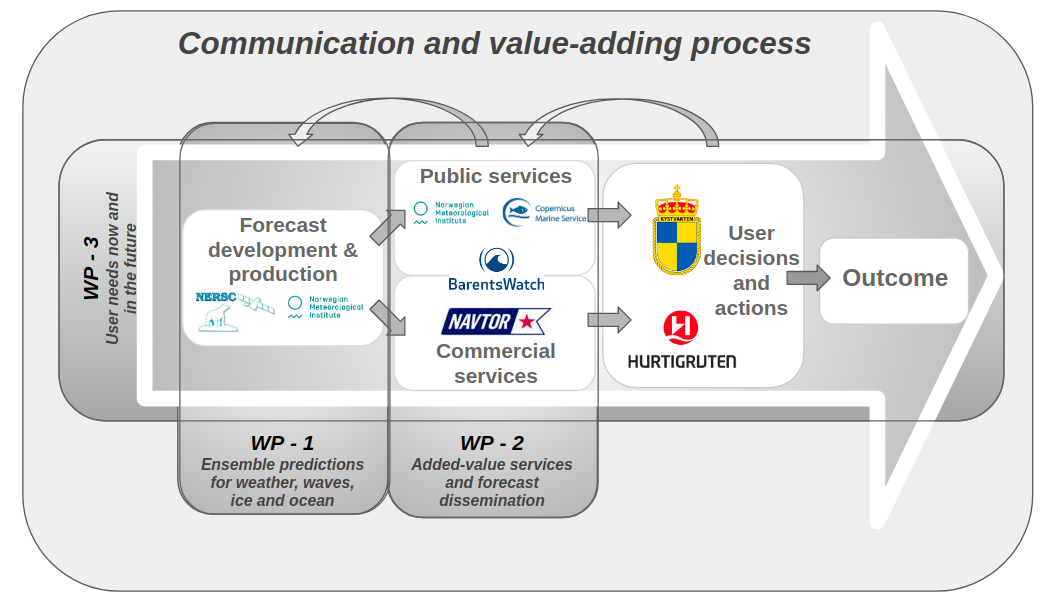 Communication and value-adding process
WP - 3
User needs now and
in the future
Forecast
development &
production
NERSC
Norwegian
Meteorological
Institute
Public services
Norwegian
Meteorological
Institute
Copernicus
Marine Service
BarentsWatch
NAVTOR
Commercial
services
KYSTVAKTEN
User
decisions
and
actions
HURTIGRUTEN
Outcome
WP - 1
Ensemble predictions
for weather, waves,
ice and ocean
WP - 2
Added-value services
and forecast
dissemination